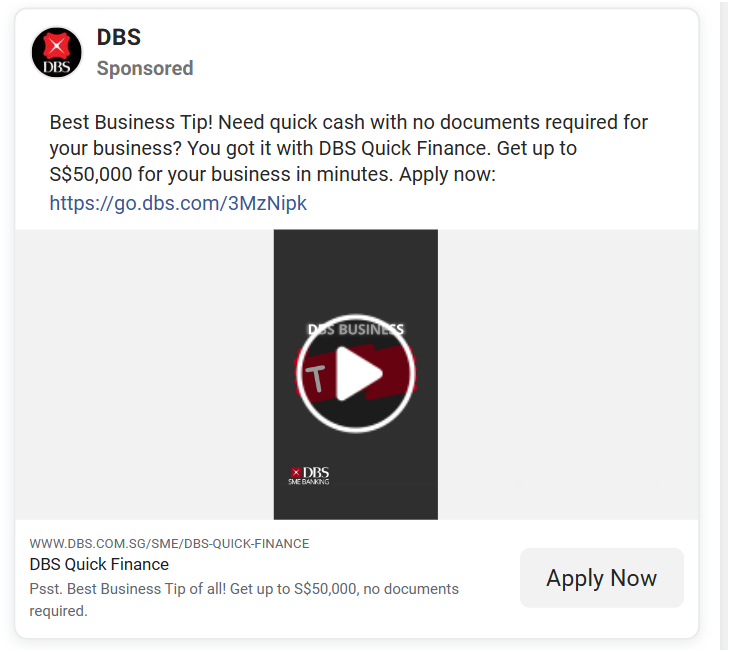 DBS
DBS
Sponsored
Best Business Tip! Need quick cash with no documents required for
your business? You got it with DBS Quick Finance. Get up to
S$50,000 for your business in minutes. Apply now:
https://go.dbs.com/3MzNipk
DBS BUSINESS
T
DBS
SME BANKING
WWW.DBS.COM.SG/SME/DBS-QUICK-FINANCE
DBS Quick Finance
Psst. Best Business Tip of all! Get up to S$50,000, no documents
required.
Apply Now